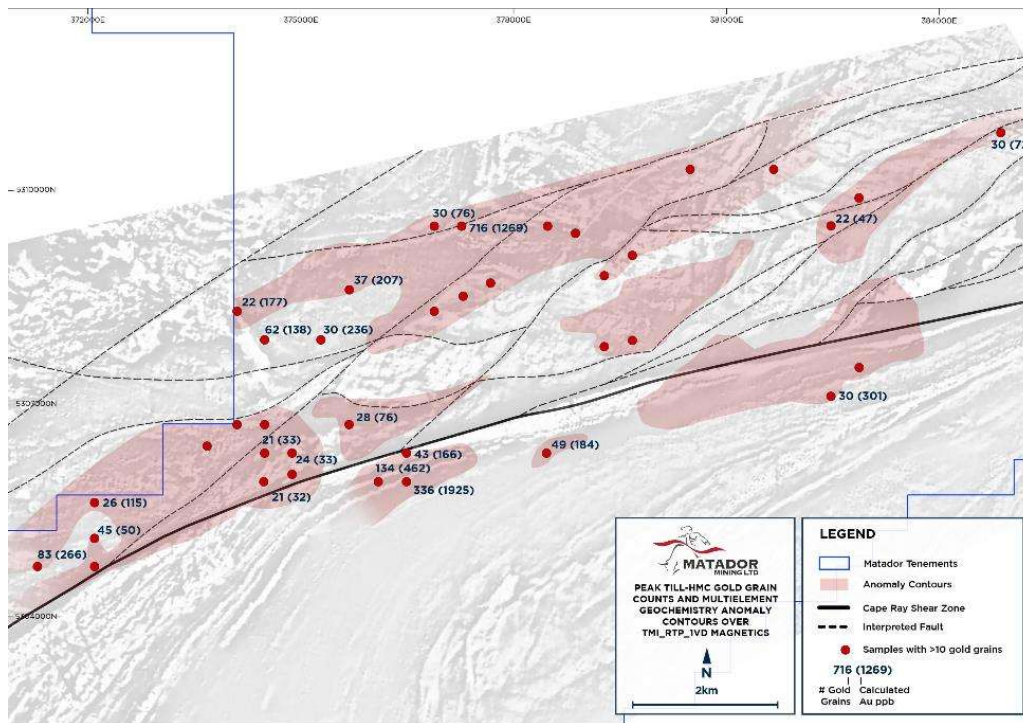 372000E 375000E 378000E 381000E 384000E
5310000N
30 (7
30 (76)
716 (1269)
22 (47)
37 (207)
22 (177)
62 (138) 30 (236)
5307000N
30 (301)
28 (76)
21 (33)
43 (166)
49 (184)
24 (33)
134 (462)
21 (32)
336 (1925)
26 (115)
45 (50)
83 (266)
5304000N
MATADOR
MINING LTD
PEAK TILL-HMC GOLD GRAIN
COUNTS AND MULTIELEMENT
GEOCHEMISTRY ANOMALY
CONTOURS OVER
TMI_RTP_1VD MAGNETICS
N
2km
LEGEND
Matador Tenements
Anomaly Contours
Cape Ray Shear Zone
Interpreted Fault
Samples with >10 gold grains
716 (1269)
# Gold Calculated
Grains Au ppb